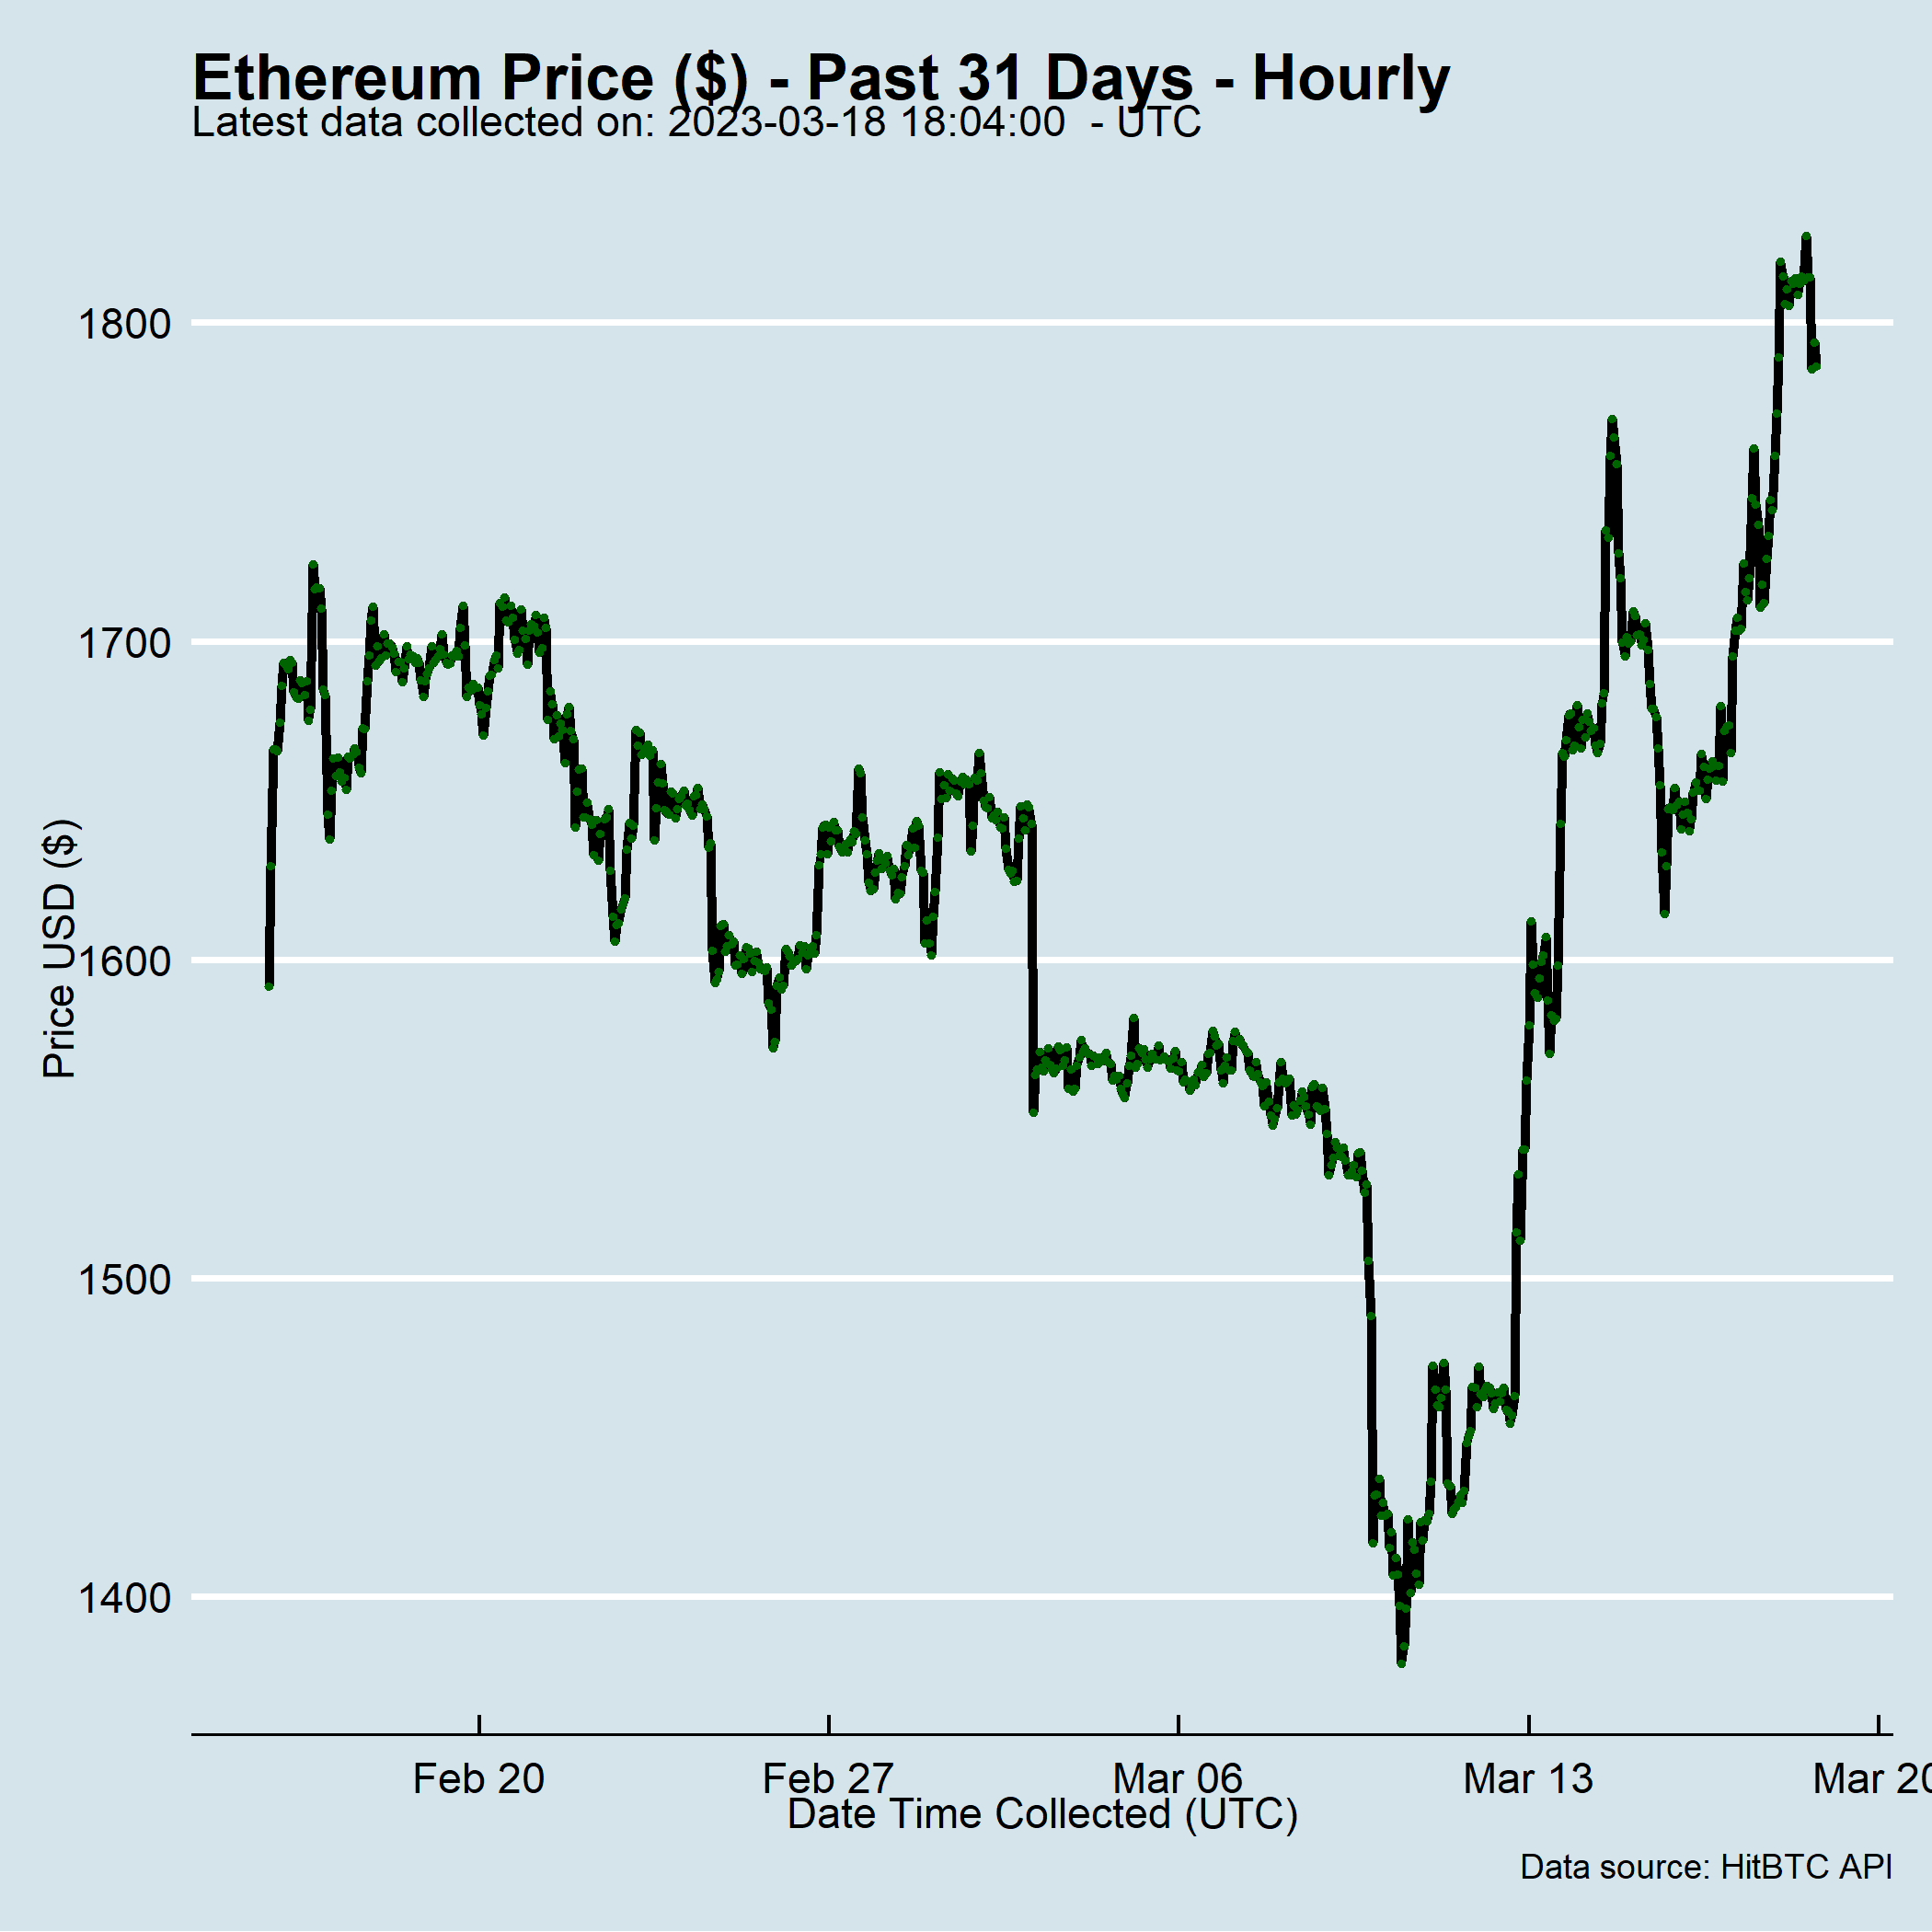 Ethereum Price ($) - Past 31 Days - Hourly
Latest data collected on: 2023-03-18 18:04:00  - UTC
1800
1700
1600
1500
1400
Price USD ($)
Feb 20
Feb 27
Mar 06
Mar 13
Mar 20
Date Time Collected (UTC)
Data source: HitBTC API